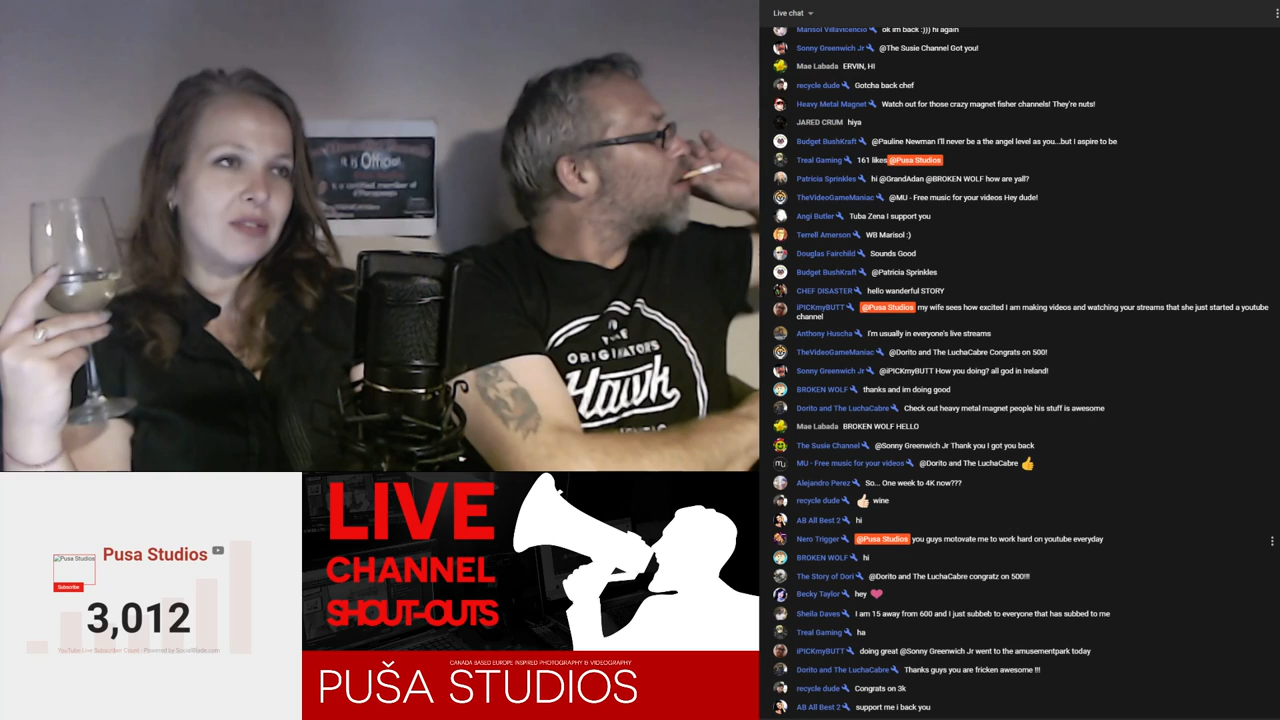 Live chat
Marisol Villavicencio ok im back :))) hi again
Sonny Greenwich Jr @The Susie Channel Got you!
Mae Labada ERVIN, HI
recycle dude Gotcha back chef
Heavy Metal Magnet Watch out for those crazy magnet fisher channels! They're nuts!
JARED CRUM hiya
Budget BushKraft @Pauline Newman I'll never be a the angel level as you...but I aspire to be
Treal Gaming 161 likes @Pusa Studios
Patricia Sprinkles hi @GrandAdan @BROKEN WOLF how are yall?
TheVideoGameManiac @MU - Free music for your videos Hey dude!
Angi Butler Tuba Zena I support you
Terrell Amerson WB Marisol :)
Douglas Fairchild Sounds Good
Budget BushKraft @Patricia Sprinkles
CHEF DISASTER hello wanderful STORY
iPICKmyBUTT @Pusa Studios my wife sees how excited I am making videos and watching your streams that she just started a youtube
channel
Anthony Huscha I'm usually in everyone's live streams
TheVideoGameManiac @Dorito and The LuchaCabre Congrats on 500!
Sonny Greenwich Jr @iPICKmyBUTT How you doing? all god in Ireland!
BROKEN WOLF thanks and im doing good
Dorito and The LuchaCabre Check out heavy metal magnet people his stuff is awesome
Mae Labada BROKEN WOLF HELLO
The Susie Channel @Sonny Greenwich Jr Thank you I got you back
MU - Free music for your videos @Dorito and The LuchaCabre 👍
Alejandro Perez So... One week to 4K now???
recycle dude 👍 wine
AB All Best 2 hi
Nero Trigger @Pusa Studios you guys motovate me to work hard on youtube everyday
BROKEN WOLF hi
The Story of Dori @Dorito and The LuchaCabre congratz on 500!!!
Becky Taylor hey ❤
Sheila Daves I am 15 away from 600 and I just subbeb to everyone that has subbed to me
Treal Gaming ha
iPICKmyBUTT doing great @Sonny Greenwich Jr went to the amusementpark today
Dorito and The LuchaCabre Thanks guys you are fricken awesome !!!
recycle dude Congrats on 3k
AB All Best 2 support me i back you
It is Official
THE
ORIGINATORS
Hawk
Pusa Studios
Pusa Studios
Subscribe
3,012
YouTube Live Subscriber Count - Powered by SocialBlade.com
LIVE
CHANNEL
SHOUT-OUTS
CANADA BASED EUROPE INSPIRED PHOTOGRAPHY & VIDEOGRAPHY
PUŠA STUDIOS